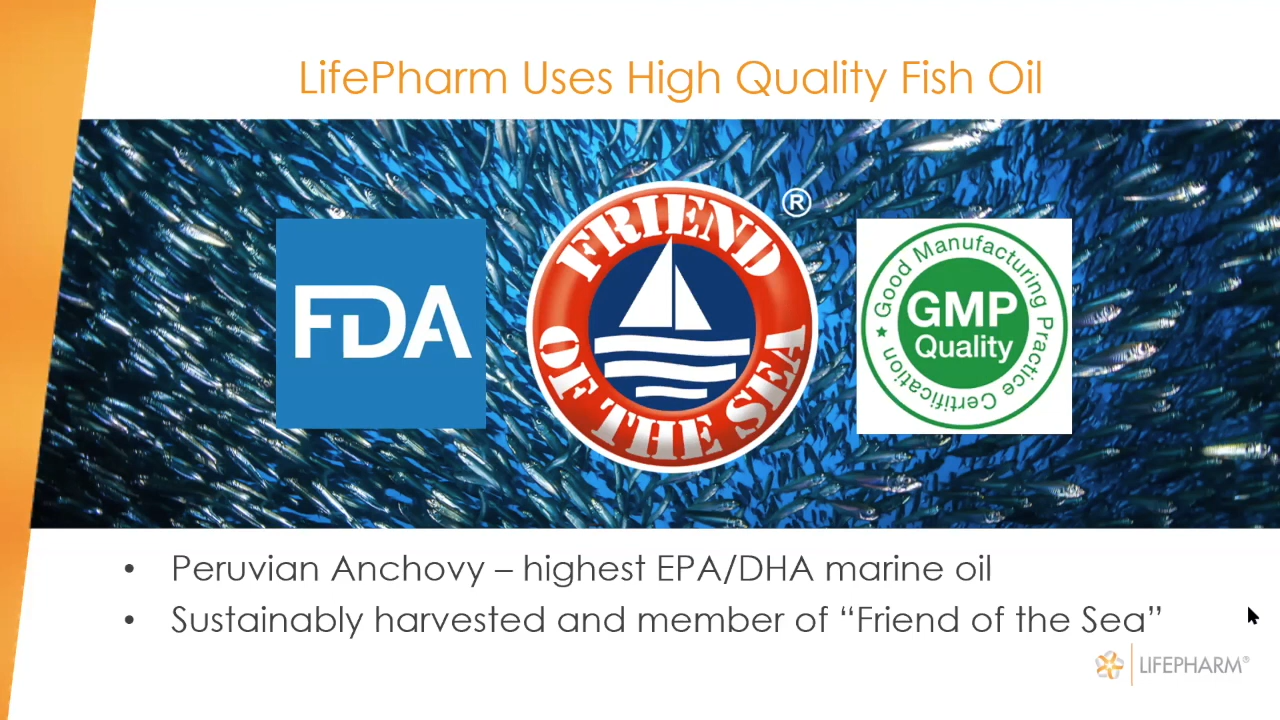 LifePharm Uses High Quality Fish Oil
FDA
FRIEND OF THE SEA ®
Good Manufacturing Practice Certification
GMP
Quality
• Peruvian Anchovy – highest EPA/DHA marine oil
• Sustainably harvested and member of “Friend of the Sea”
LIFEPHARM®